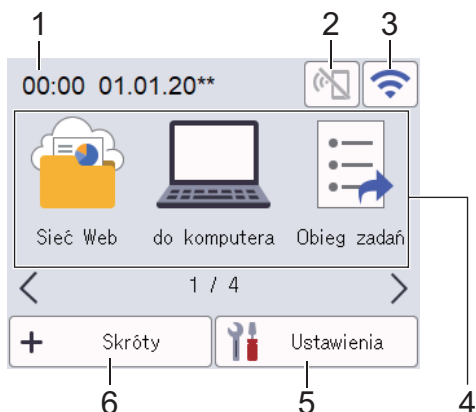 1 2 3
00:00 01.01.20**
Sieć Web do komputera Obieg zadań
1 / 4
+ Skróty Ustawienia
6 5 4